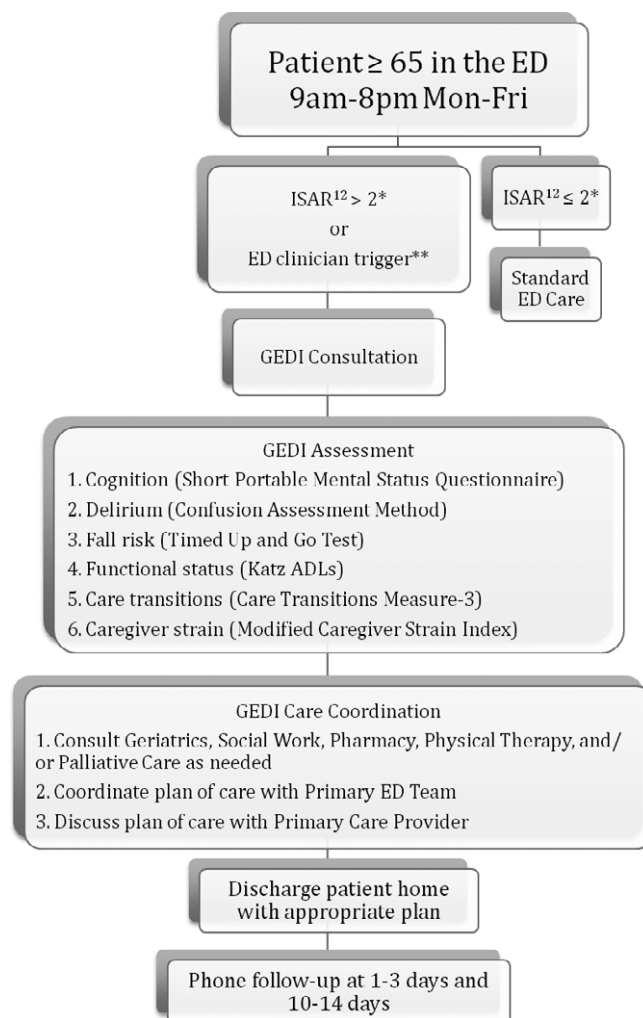 Patient ≥ 65 in the ED
9am-8pm Mon-Fri
ISAR¹² > 2*
or
ED clinician trigger**
ISAR¹² ≤ 2*
Standard
ED Care
GEDI Consultation
GEDI Assessment
1. Cognition (Short Portable Mental Status Questionnaire)
2. Delirium (Confusion Assessment Method)
3. Fall risk (Timed Up and Go Test)
4. Functional status (Katz ADLs)
5. Care transitions (Care Transitions Measure-3)
6. Caregiver strain (Modified Caregiver Strain Index)
GEDI Care Coordination
1. Consult Geriatrics, Social Work, Pharmacy, Physical Therapy, and/
or Palliative Care as needed
2. Coordinate plan of care with Primary ED Team
3. Discuss plan of care with Primary Care Provider
Discharge patient home
with appropriate plan
Phone follow-up at 1-3 days and
10-14 days